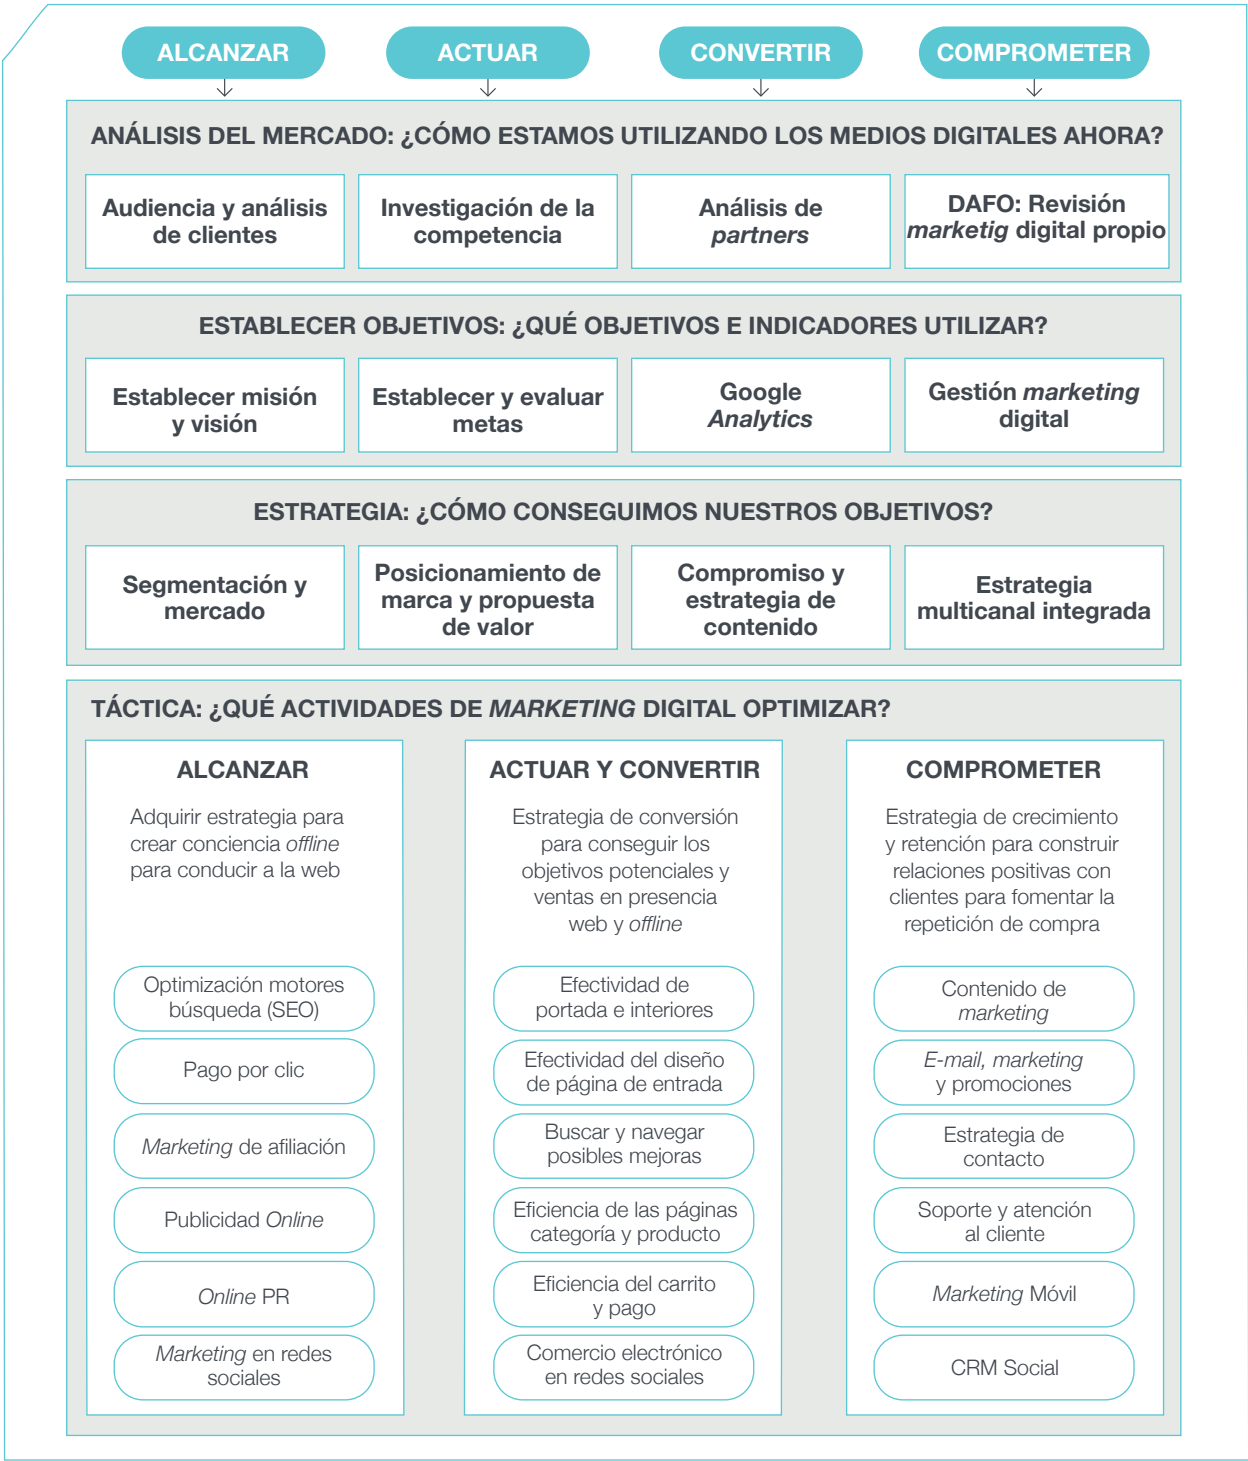 ALCANZAR
ACTUAR
CONVERTIR
COMPROMETER
ANÁLISIS DEL MERCADO: ¿CÓMO ESTAMOS UTILIZANDO LOS MEDIOS DIGITALES AHORA?
Audiencia y análisis
de clientes
Investigación de la
competencia
Análisis de
partners
DAFO: Revisión
marketig digital propio
ESTABLECER OBJETIVOS: ¿QUÉ OBJETIVOS E INDICADORES UTILIZAR?
Establecer misión
y visión
Establecer y evaluar
metas
Google
Analytics
Gestión marketing
digital
ESTRATEGIA: ¿CÓMO CONSEGUIMOS NUESTROS OBJETIVOS?
Segmentación y
mercado
Posicionamiento de
marca y propuesta
de valor
Compromiso y
estrategia de
contenido
Estrategia
multicanal integrada
TÁCTICA: ¿QUÉ ACTIVIDADES DE MARKETING DIGITAL OPTIMIZAR?
ALCANZAR
Adquirir estrategia para
crear conciencia offline
para conducir a la web
Optimización motores
búsqueda (SEO)
Pago por clic
Marketing de afiliación
Publicidad Online
Online PR
Marketing en redes
sociales
ACTUAR Y CONVERTIR
Estrategia de conversión
para conseguir los
objetivos potenciales y
ventas en presencia
web y offline
Efectividad de
portada e interiores
Efectividad del diseño
de página de entrada
Buscar y navegar
posibles mejoras
Eficiencia de las páginas
categoría y producto
Eficiencia del carrito
y pago
Comercio electrónico
en redes sociales
COMPROMETER
Estrategia de crecimiento
y retención para construir
relaciones positivas con
clientes para fomentar la
repetición de compra
Contenido de
marketing
E-mail, marketing
y promociones
Estrategia de
contacto
Soporte y atención
al cliente
Marketing Móvil
CRM Social